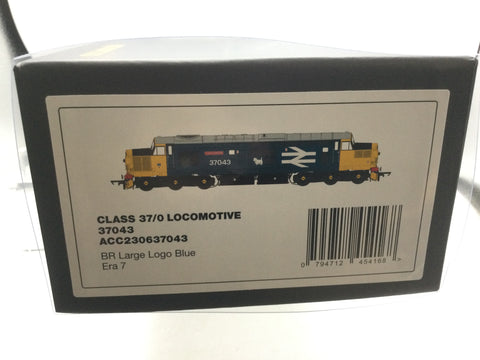 37043
CLASS 37/0 LOCOMOTIVE
37043
ACC230637043
BR Large Logo Blue
Era 7
0 794712 454168 >